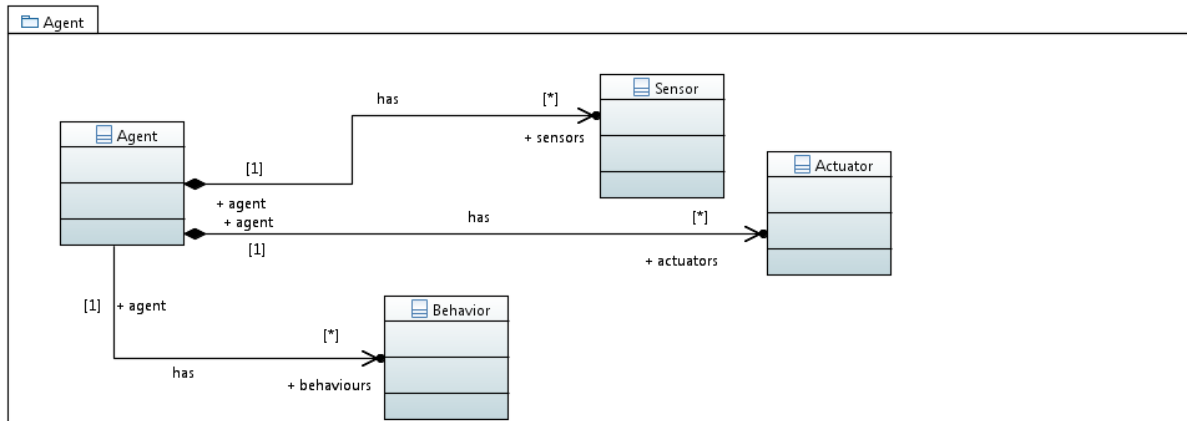 Agent
Sensor
has
[*]
+ sensors
Agent
[1]
+ agent
Actuator
+ agent
has
[*]
[1]
+ actuators
[1]
+ agent
Behavior
[*]
has
+ behaviours